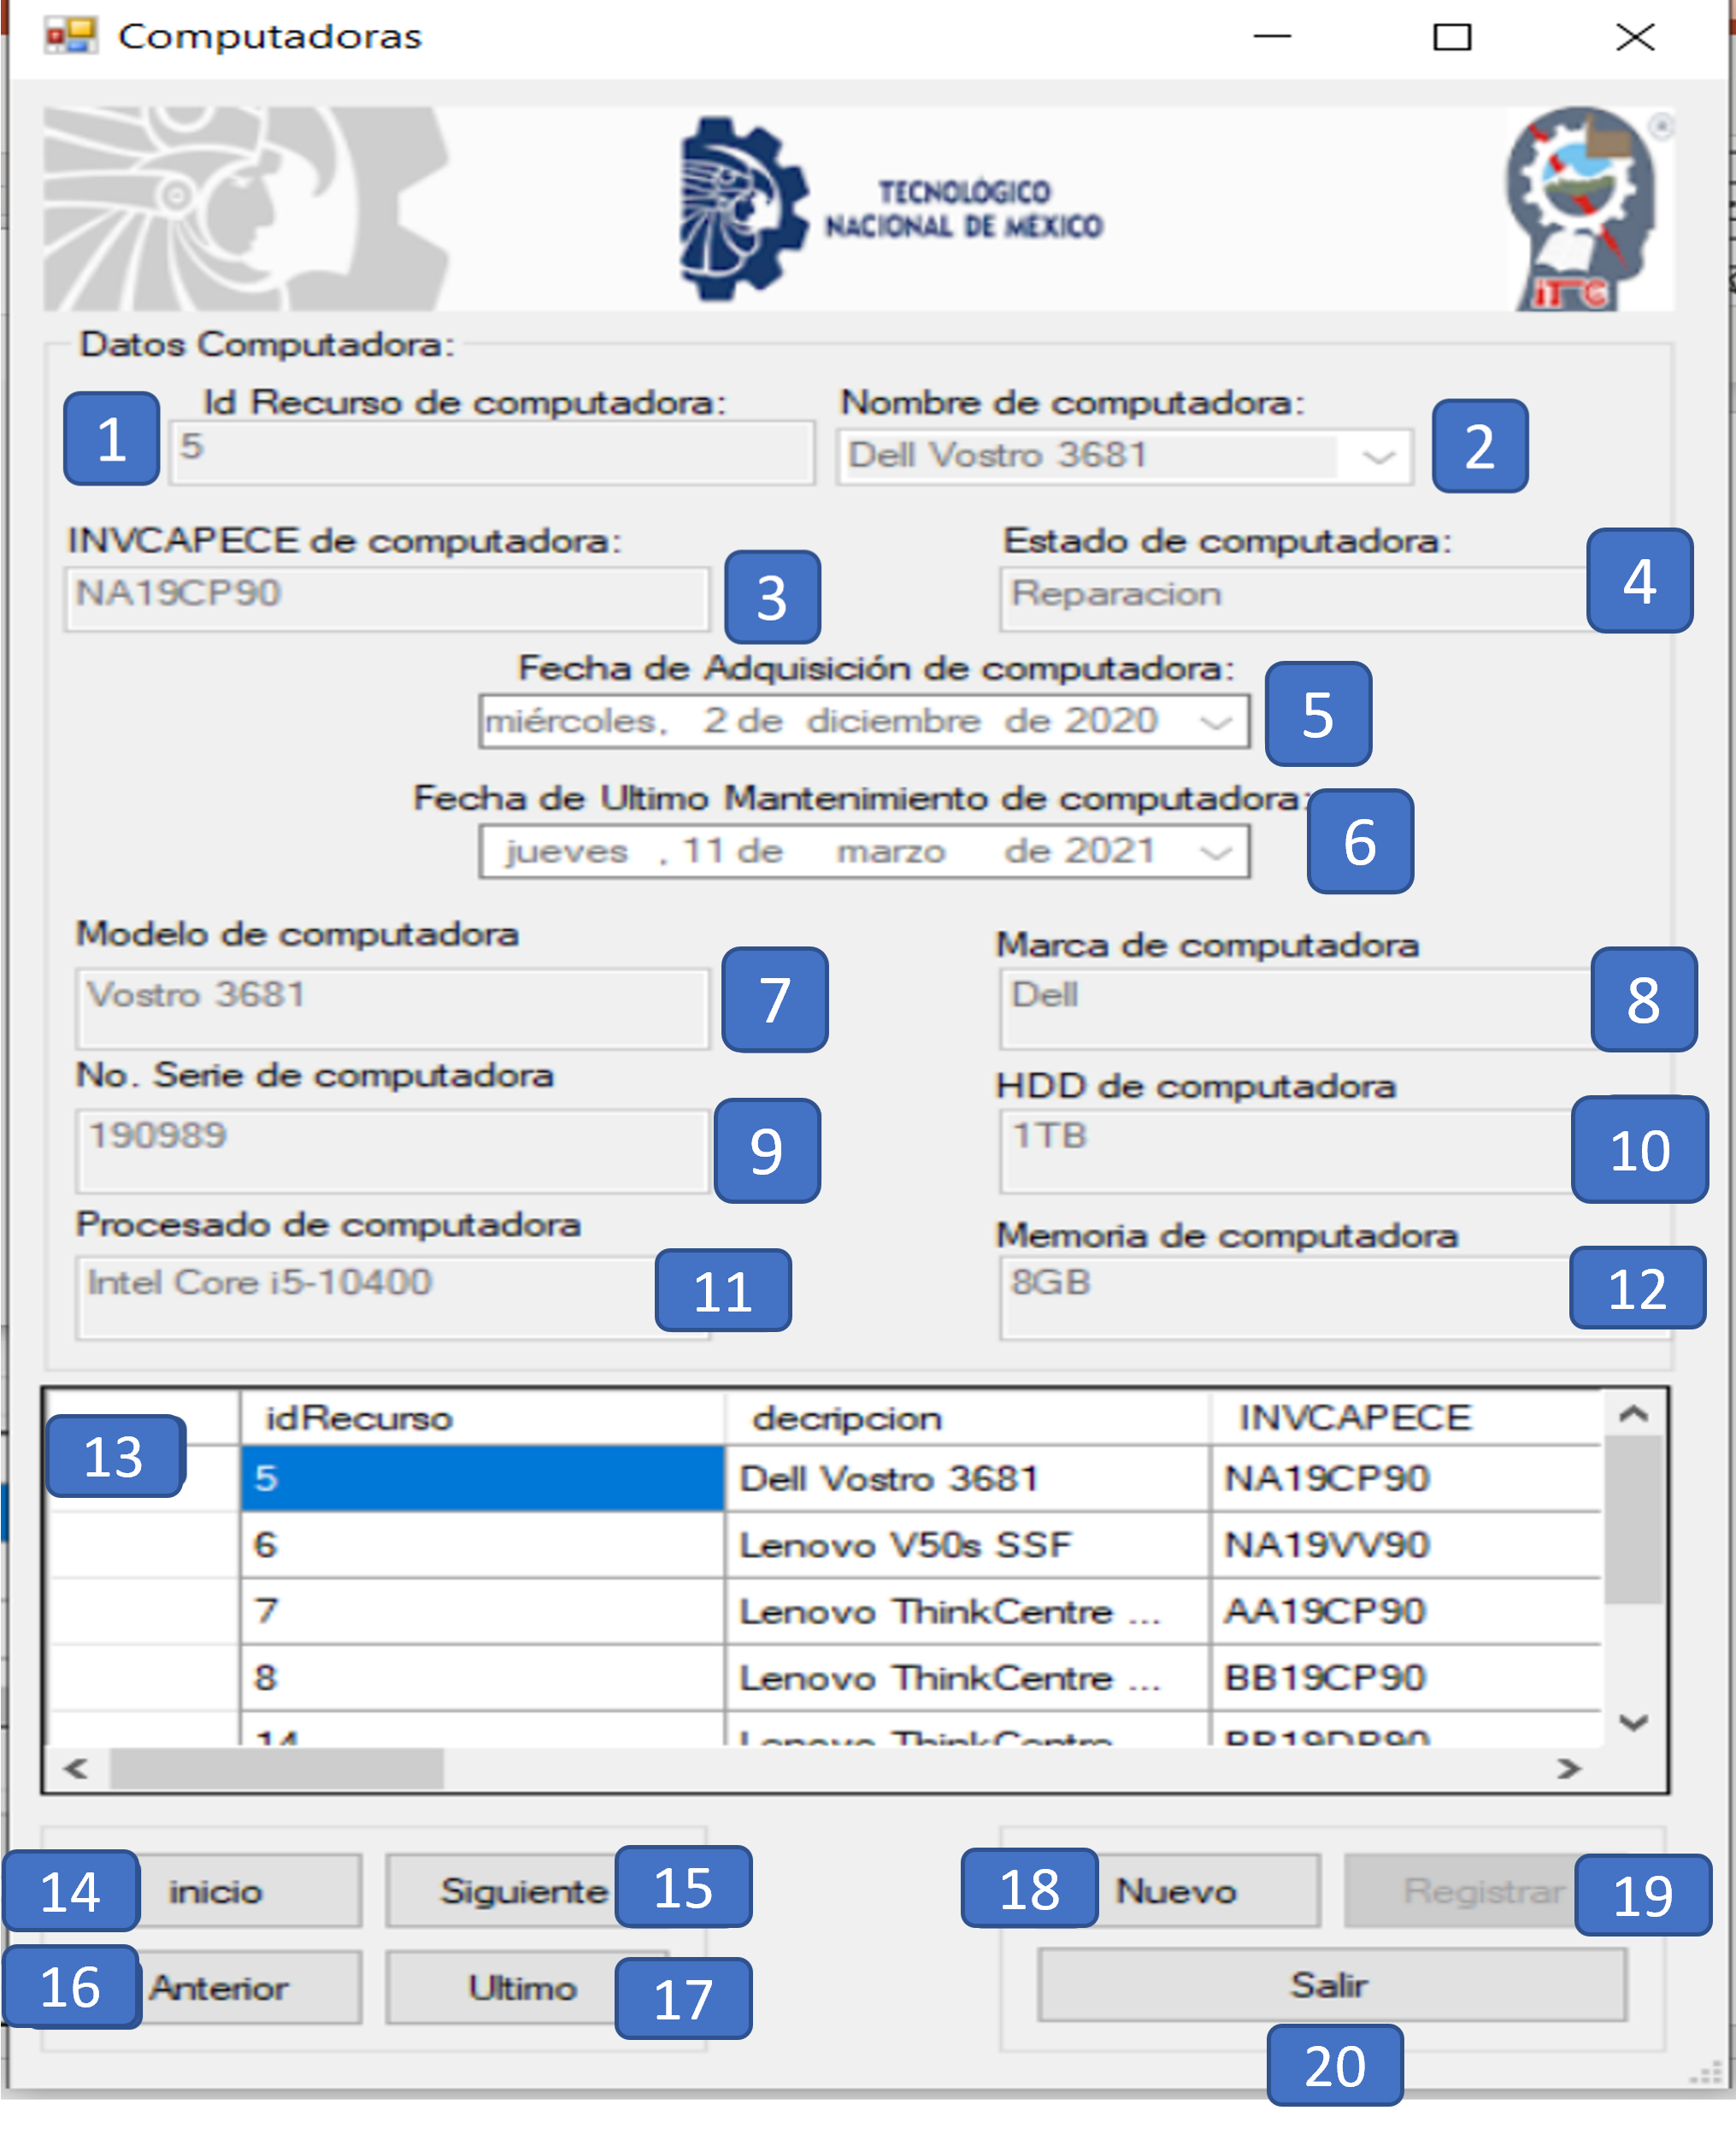 Computadoras
TECNOLÓGICO
NACIONAL DE MEXICO
iTC
Datos Computadora:
Id Recurso de computadora: Nombre de computadora:
1 5 Dell Vostro 3681 2
INVCAPECE de computadora: Estado de computadora:
NA19CP90 3 Reparacion 4
Fecha de Adquisición de computadora:
miércoles, 2 de diciembre de 2020 5
Fecha de Ultimo Mantenimiento de computadora:
jueves , 11 de marzo de 2021 6
Modelo de computadora Marca de computadora
Vostro 3681 7 Dell 8
No. Serie de computadora HDD de computadora
190989 9 1TB 10
Procesado de computadora Memoria de computadora
Intel Core i5-10400 11 8GB 12
13 idRecurso decripcion INVCAPECE
5 Dell Vostro 3681 NA19CP90
6 Lenovo V50s SSF NA19VV90
7 Lenovo ThinkCentre ... AA19CP90
8 Lenovo ThinkCentre ... BB19CP90
14 Lenovo ThinkCentre
14 inicio Siguiente 15 18 Nuevo Registrar 19
16 Anterior Ultimo 17 Salir
20